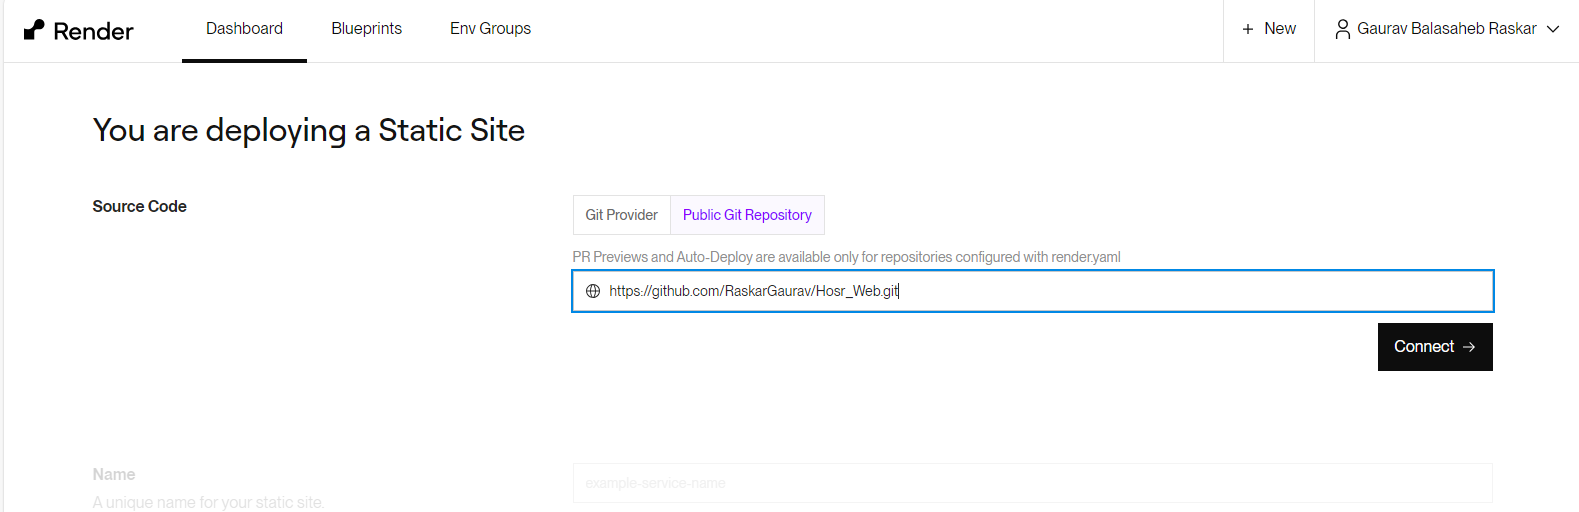 Render Dashboard Blueprints Env Groups + New Gaurav Balasaheb Raskar
You are deploying a Static Site
Source Code
Git Provider Public Git Repository
PR Previews and Auto-Deploy are available only for repositories configured with render.yaml
https://github.com/RaskarGaurav/Hosr_Web.git
Connect →
Name
example-service-name
A unique name for your static site.